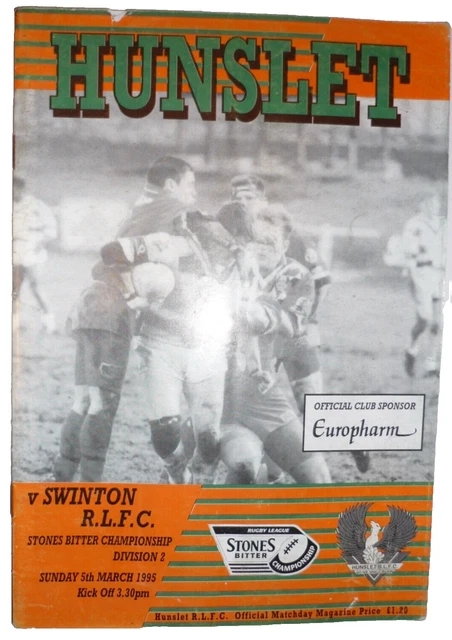 HUNSLET
OFFICIAL CLUB SPONSOR
Europharm
v SWINTON
R.L.F.C.
STONES BITTER CHAMPIONSHIP
DIVISION 2
SUNDAY 5th MARCH 1995
Kick Off 3.30pm
RUGBY LEAGUE
STONES
BITTER
CHAMPIONSHIP
HUNSLET R.L.F.C.
Hunslet R.L.F.C. Official Matchday Magazine Price £1.20